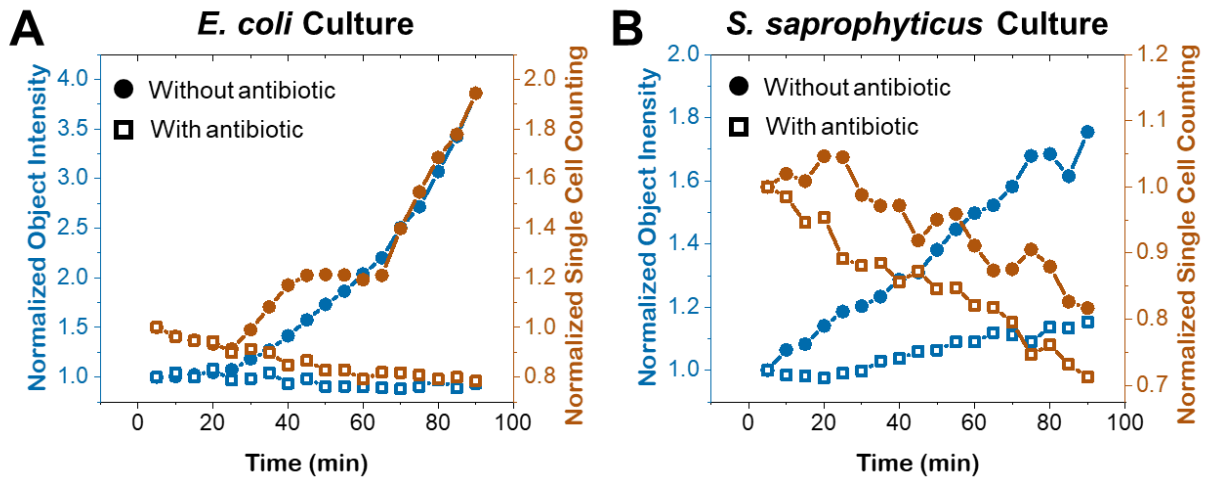 A
E. coli Culture
Normalized Object Intensity
4.0
3.5
3.0
2.5
2.0
1.5
1.0
Without antibiotic
With antibiotic
2.0
1.8
1.6
1.4
1.2
1.0
0.8
Normalized Single Cell Counting
0
20
40
60
80
100
Time (min)
B
S. saprophyticus Culture
Normalized Object Inensity
2.0
1.8
1.6
1.4
1.2
1.0
Without antibiotic
With antibiotic
1.2
1.1
1.0
0.9
0.8
0.7
Normalized Single Cell Counting
0
20
40
60
80
100
Time (min)